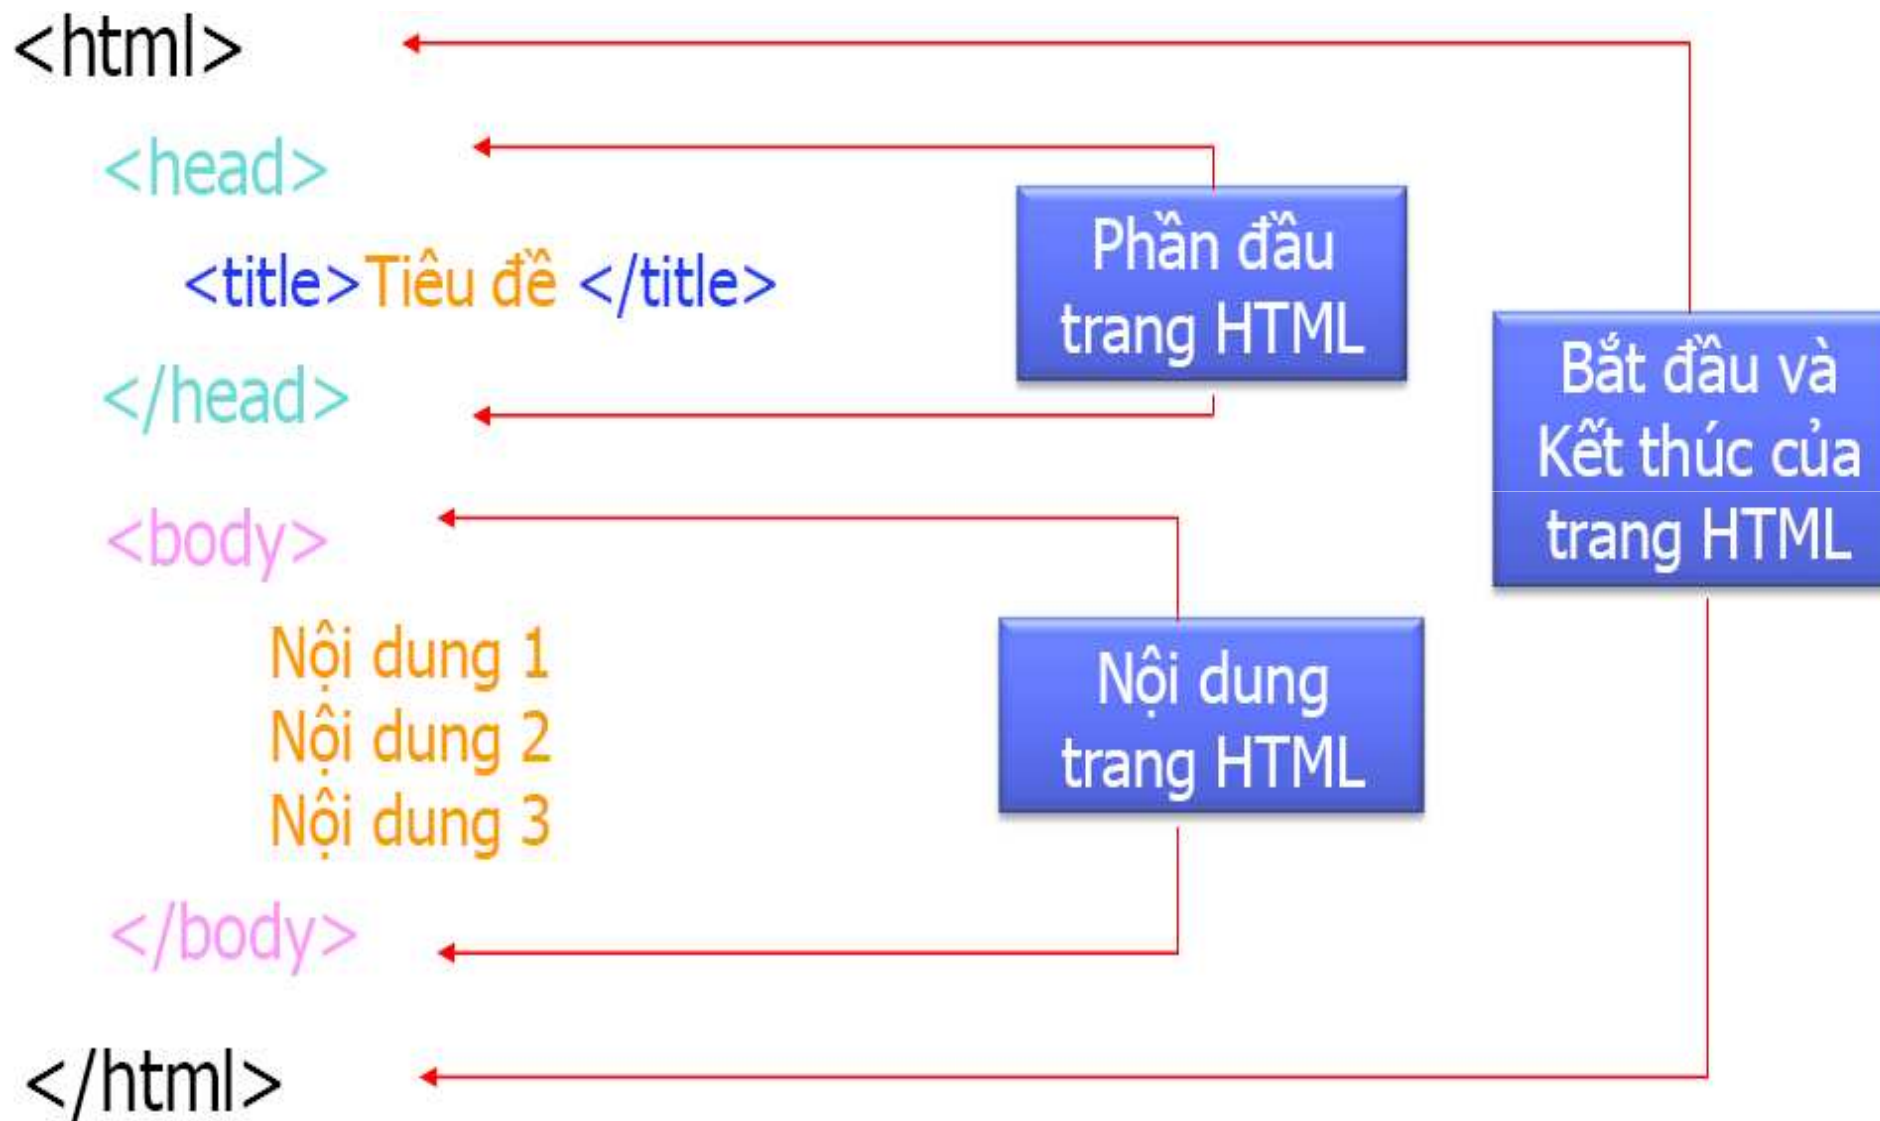 <html>
<head>
<title>Tiêu đề </title>
</head>
<body>
Nội dung 1
Nội dung 2
Nội dung 3
</body>
</html>
Phần đầu
trang HTML
Nội dung
trang HTML
Bắt đầu và
Kết thúc của
trang HTML